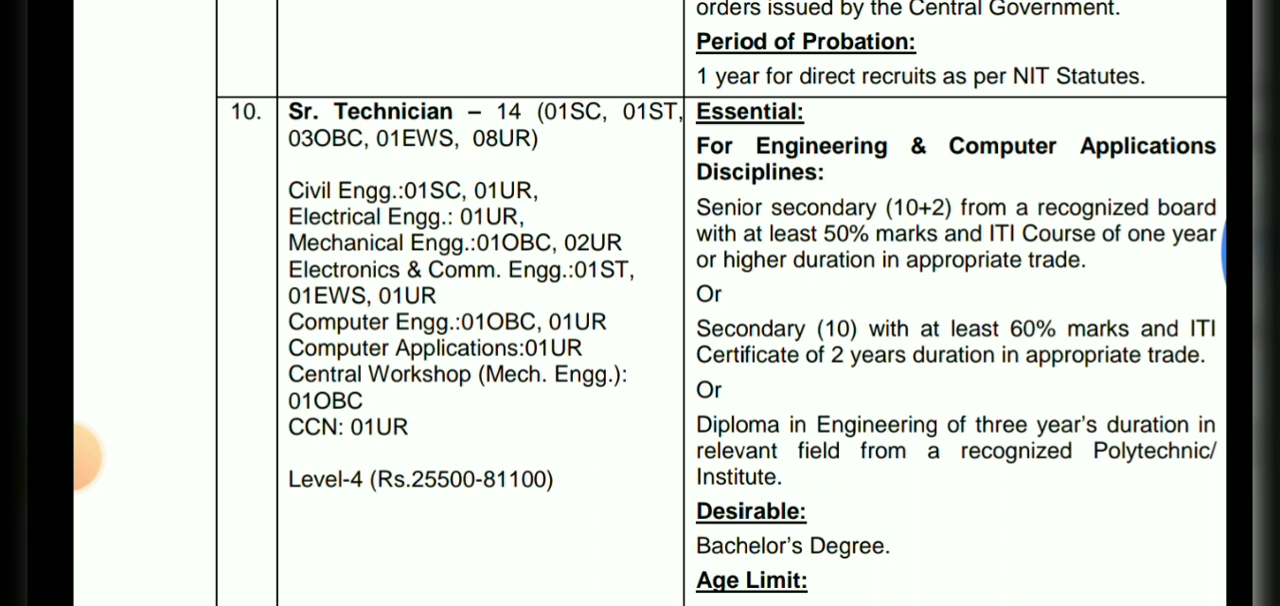 orders issued by the Central Government.
Period of Probation:
1 year for direct recruits as per NIT Statutes.
10.
Sr. Technician – 14 (01SC, 01ST,
03OBC, 01EWS, 08UR)
Civil Engg.:01SC, 01UR,
Electrical Engg.: 01UR,
Mechanical Engg.:01OBC, 02UR
Electronics & Comm. Engg.:01ST,
01EWS, 01UR
Computer Engg.:01OBC, 01UR
Computer Applications:01UR
Central Workshop (Mech. Engg.):
01OBC
CCN: 01UR
Level-4 (Rs.25500-81100)
Essential:
For Engineering & Computer Applications
Disciplines:
Senior secondary (10+2) from a recognized board
with at least 50% marks and ITI Course of one year
or higher duration in appropriate trade.
Or
Secondary (10) with at least 60% marks and ITI
Certificate of 2 years duration in appropriate trade.
Or
Diploma in Engineering of three year’s duration in
relevant field from a recognized Polytechnic/
Institute.
Desirable:
Bachelor’s Degree.
Age Limit: